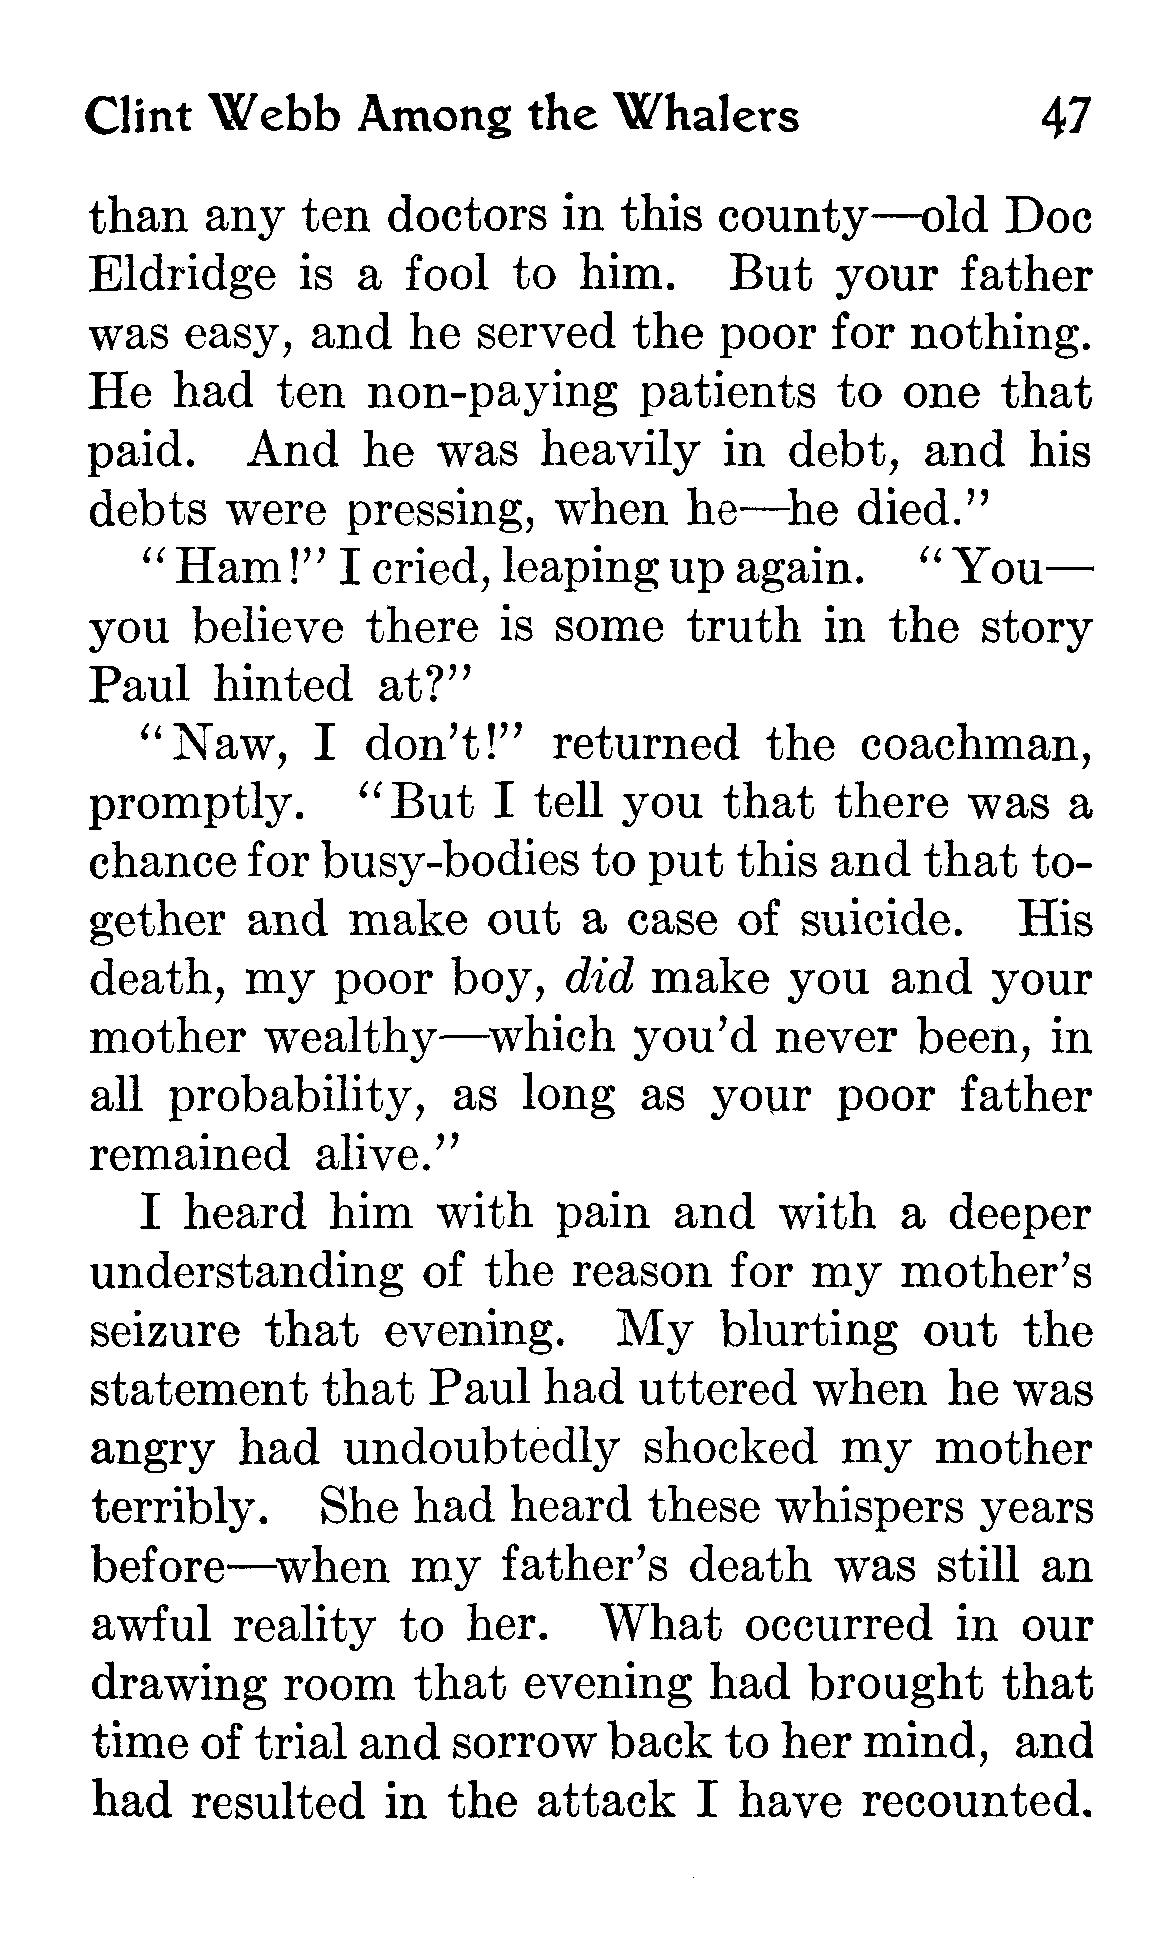 Clint Webb Among the Whalers 47
than any ten doctors in this county—old Doc
Eldridge is a fool to him. But your father
was easy, and he served the poor for nothing.
He had ten non-paying patients to one that
paid. And he was heavily in debt, and his
debts were pressing, when he—he died."
"Ham!" I cried, leaping up again. "You—
you believe there is some truth in the story
Paul hinted at?"
"Naw, I don't!" returned the coachman,
promptly. "But I tell you that there was a
chance for busy-bodies to put this and that to-
gether and make out a case of suicide. His
death, my poor boy, did make you and your
mother wealthy—which you'd never been, in
all probability, as long as your poor father
remained alive."
I heard him with pain and with a deeper
understanding of the reason for my mother's
seizure that evening. My blurting out the
statement that Paul had uttered when he was
angry had undoubtedly shocked my mother
terribly. She had heard these whispers years
before—when my father's death was still an
awful reality to her. What occurred in our
drawing room that evening had brought that
time of trial and sorrow back to her mind, and
had resulted in the attack I have recounted.